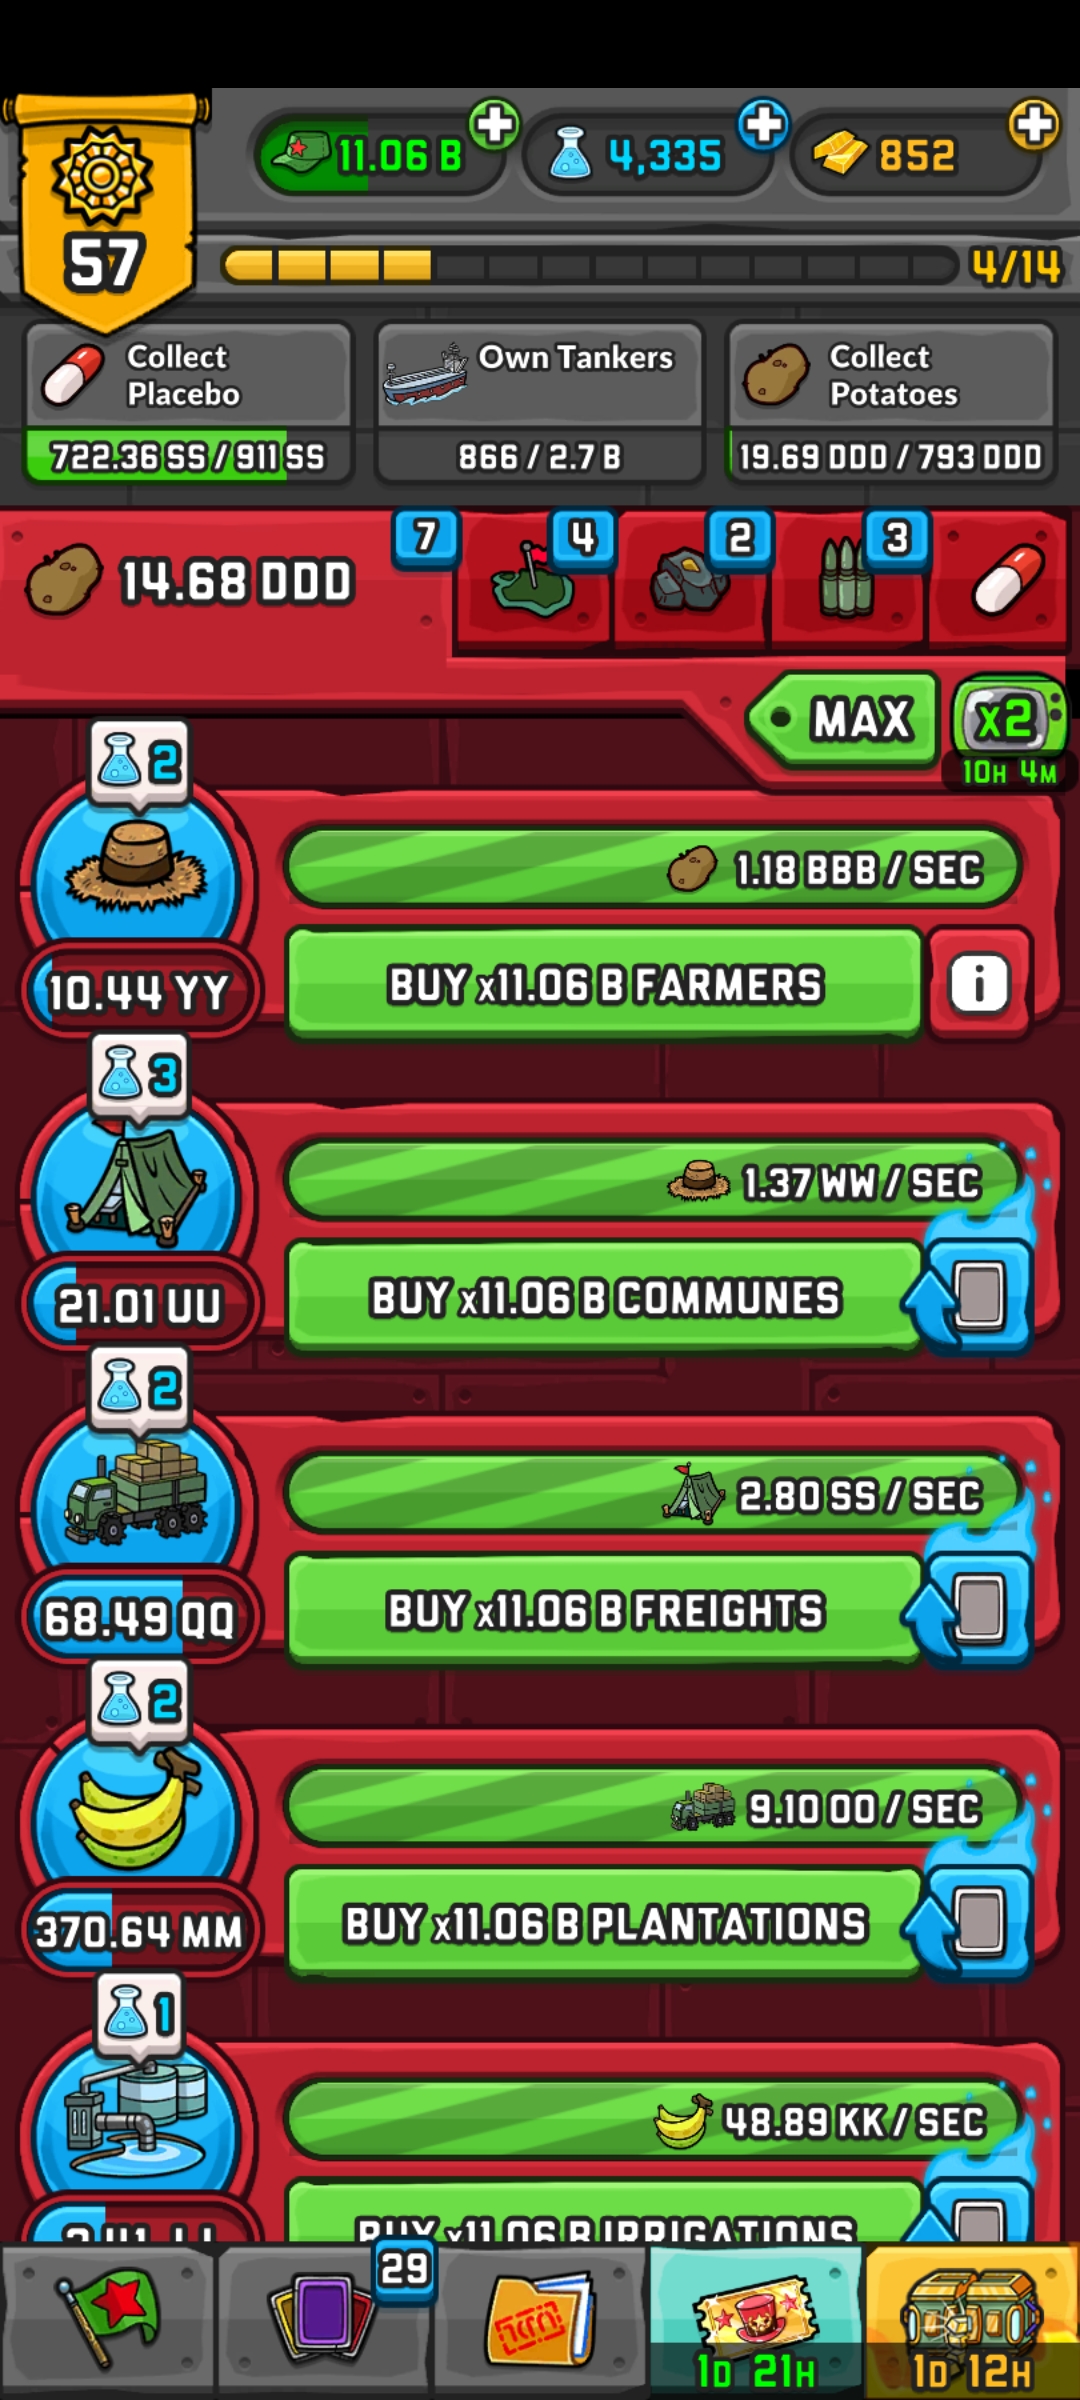 57
11.06 B
4,335
852
4/14
Collect
Placebo
722.36 SS / 911 SS
Own Tankers
866 / 2.7 B
Collect
Potatoes
19.69 DDD / 793 DDD
14.68 DDD
7
4
2
3
MAX
x2
10H 4M
2
1.18 BBB / SEC
10.44 YY
BUY x11.06 B FARMERS
i
3
1.37 WW / SEC
21.01 UU
BUY x11.06 B COMMUNES
2
2.80 SS / SEC
68.49 QQ
BUY x11.06 B FREIGHTS
2
9.10 OO / SEC
370.64 MM
BUY x11.06 B PLANTATIONS
1
48.89 KK / SEC
BUY x11.06 B IRRIGATIONS
29
1D 21H
1D 12H